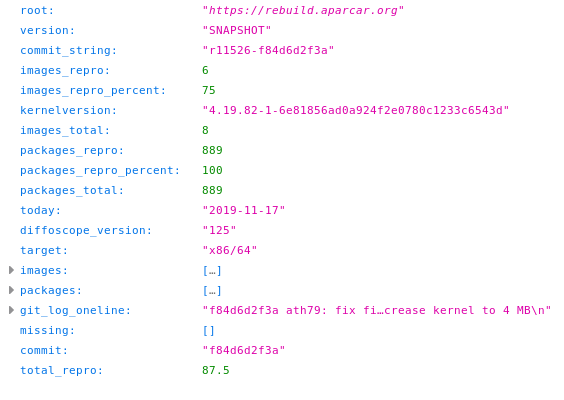 root: "https://rebuild.aparcar.org"
version: "SNAPSHOT"
commit_string: "r11526-f84d6d2f3a"
images_repro: 6
images_repro_percent: 75
kernelversion: "4.19.82-1-6e81856ad0a924f2e0780c1233c6543d"
images_total: 8
packages_repro: 889
packages_repro_percent: 100
packages_total: 889
today: "2019-11-17"
diffoscope_version: "125"
target: "x86/64"
images: […]
packages: […]
git_log_oneline: "f84d6d2f3a ath79: fix fi…crease kernel to 4 MB\n"
missing: []
commit: "f84d6d2f3a"
total_repro: 87.5